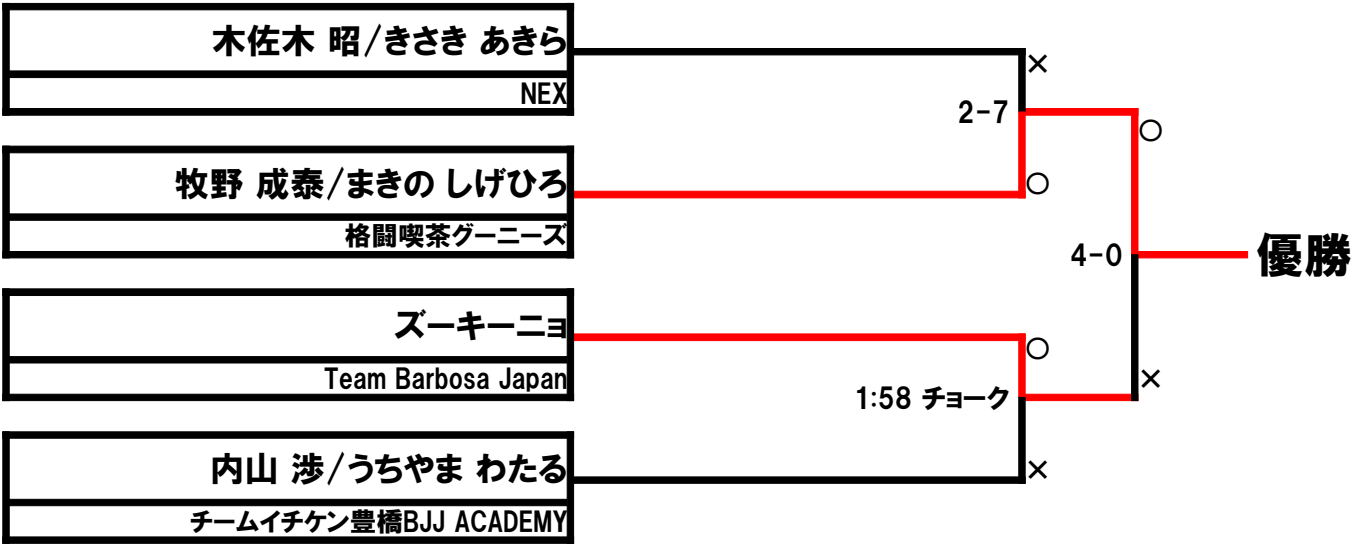 木佐木 昭/きさき あきら
NEX
×
2-7
○
牧野 成泰/まきの しげひろ
○
格闘喫茶グーニーズ
4-0
優勝
ズーキーニョ
○
Team Barbosa Japan
×
1:58 チョーク
内山 渉/うちやま わたる
×
チームイチケン豊橋BJJ ACADEMY